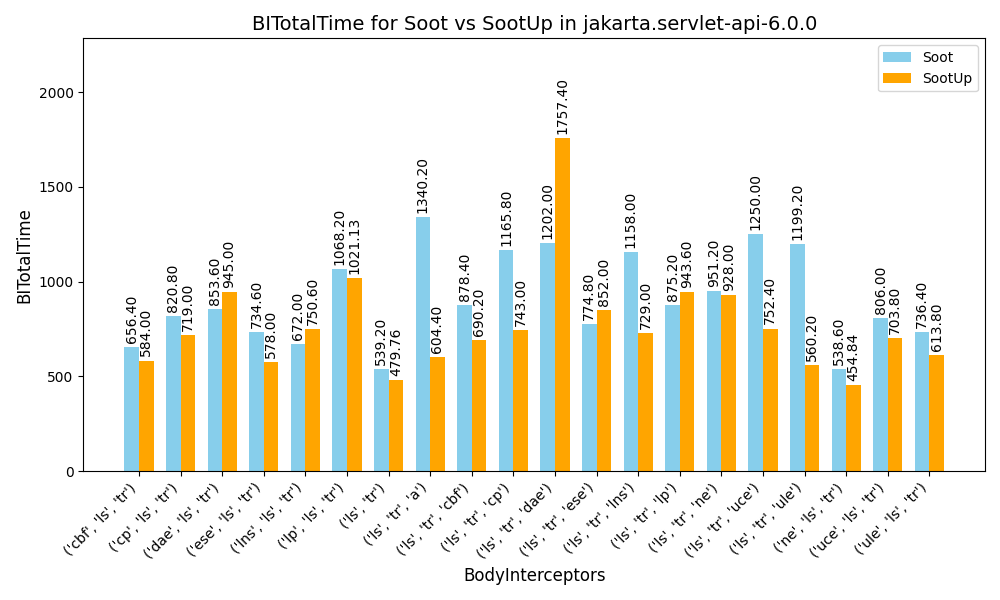 BITotalTime for Soot vs SootUp in jakarta.servlet-api-6.0.0
Soot
SootUp
BITotalTime
2000
1500
1000
500
0
656.40
584.00
820.80
719.00
853.60
945.00
734.60
578.00
672.00
750.60
1068.20
1021.13
539.20
479.76
1340.20
604.40
878.40
690.20
1165.80
743.00
1202.00
1757.40
774.80
852.00
1158.00
729.00
875.20
943.60
951.20
928.00
1250.00
752.40
1199.20
560.20
538.60
454.84
806.00
703.80
736.40
613.80
('cbf', 'ls', 'tr')
('cp', 'ls', 'tr')
('dae', 'ls', 'tr')
('ese', 'ls', 'tr')
('lns', 'ls', 'tr')
('lp', 'ls', 'tr')
('ls', 'tr')
('ls', 'tr', 'a')
('ls', 'tr', 'cbf')
('ls', 'tr', 'cp')
('ls', 'tr', 'dae')
('ls', 'tr', 'ese')
('ls', 'tr', 'lns')
('ls', 'tr', 'lp')
('ls', 'tr', 'ne')
('ls', 'tr', 'uce')
('ls', 'tr', 'ule')
('ne', 'ls', 'tr')
('uce', 'ls', 'tr')
('ule', 'ls', 'tr')
BodyInterceptors